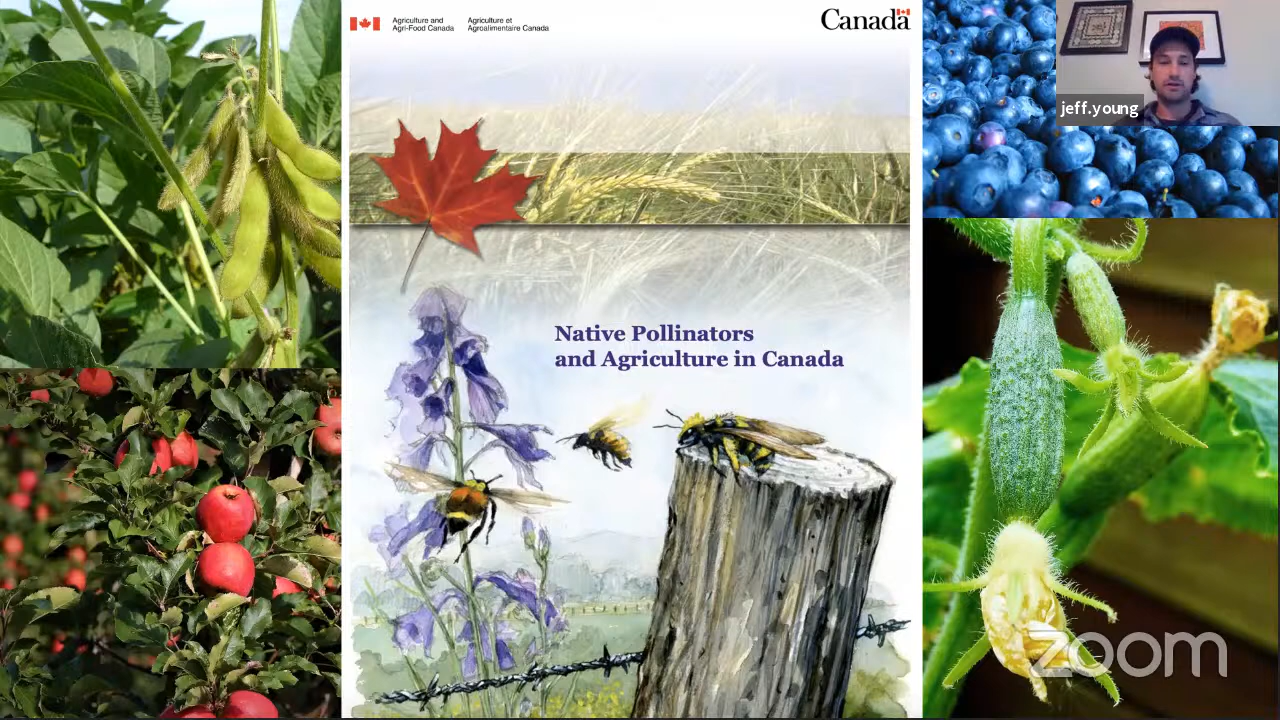 Agriculture and
Agri-Food Canada
Agriculture et
Agroalimentaire Canada
Canada
jeff.young
Native Pollinators
and Agriculture in Canada
zoom